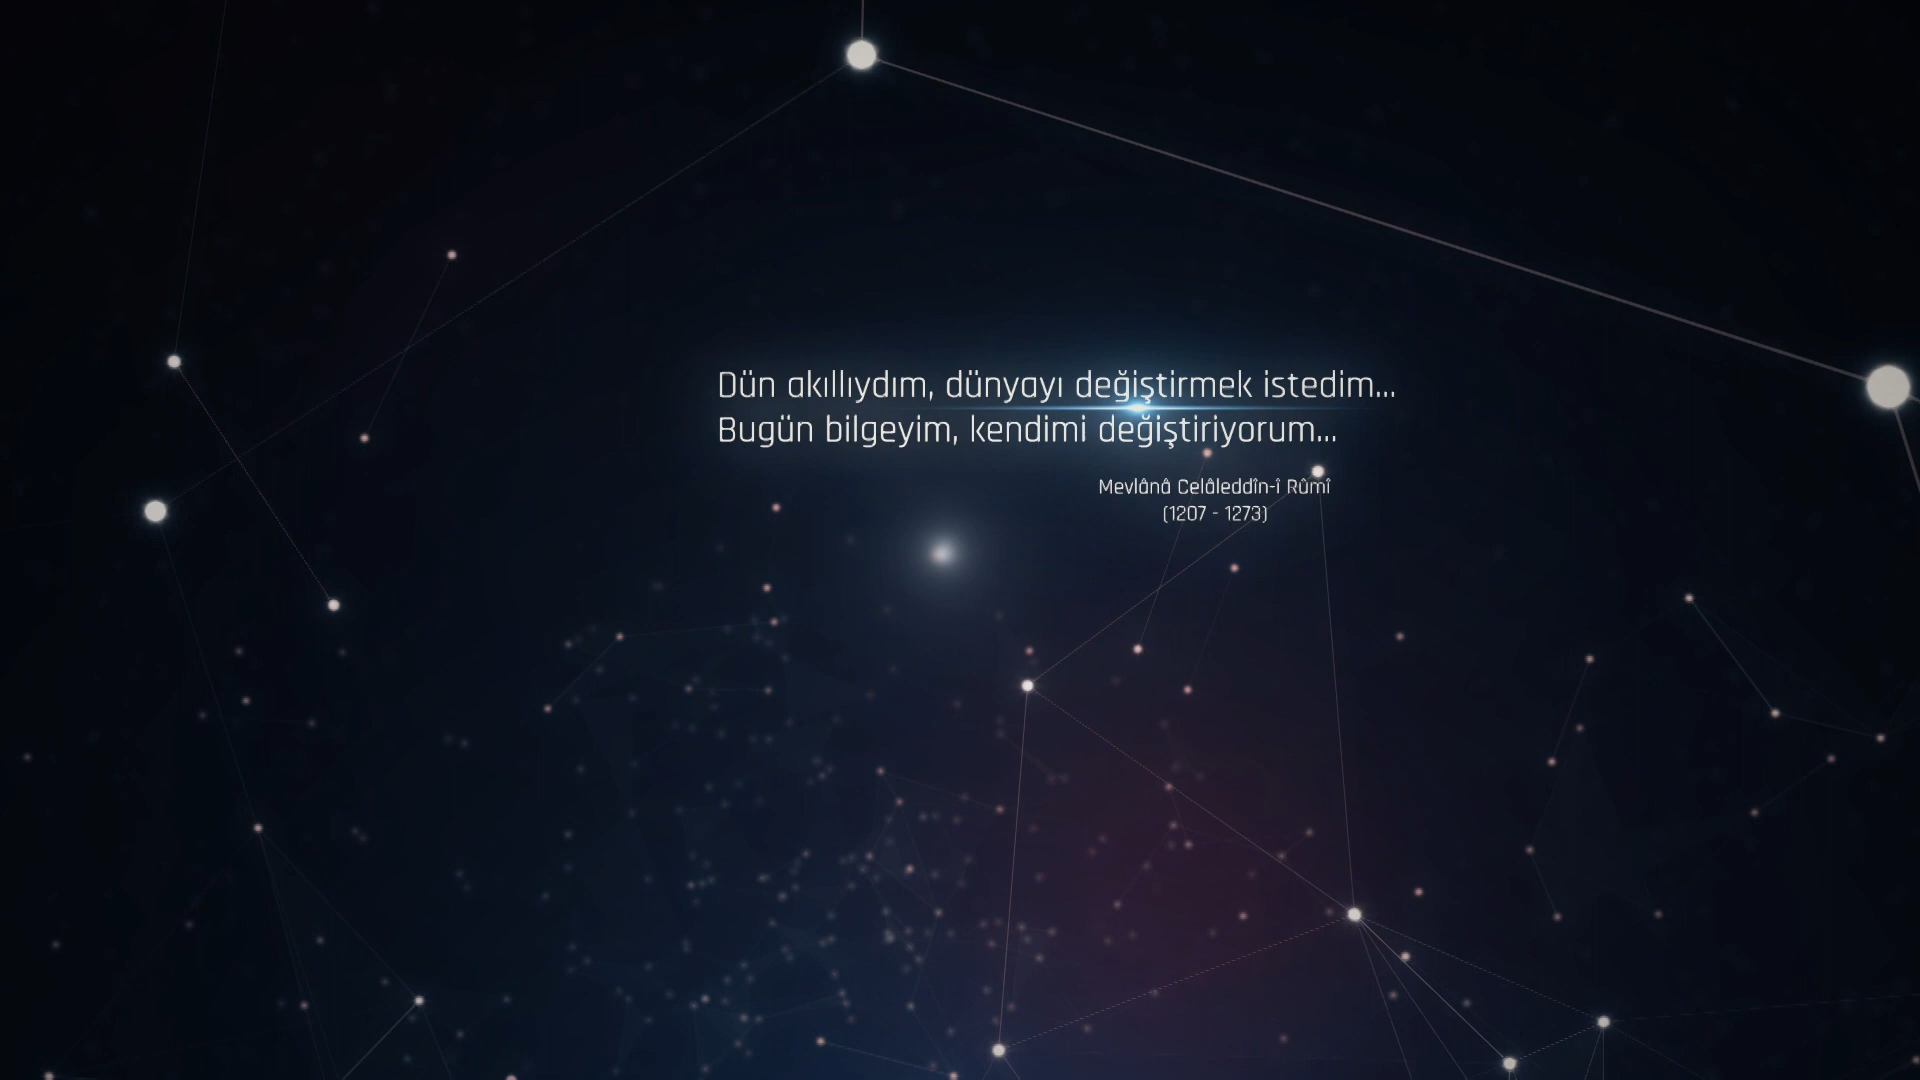 Dün akıllıydım, dünyayı değiştirmek istedim...
Bugün bilgeyim, kendimi değiştiriyorum...
Mevlânâ Celâleddîn-î Rûmî
(1207 - 1273)